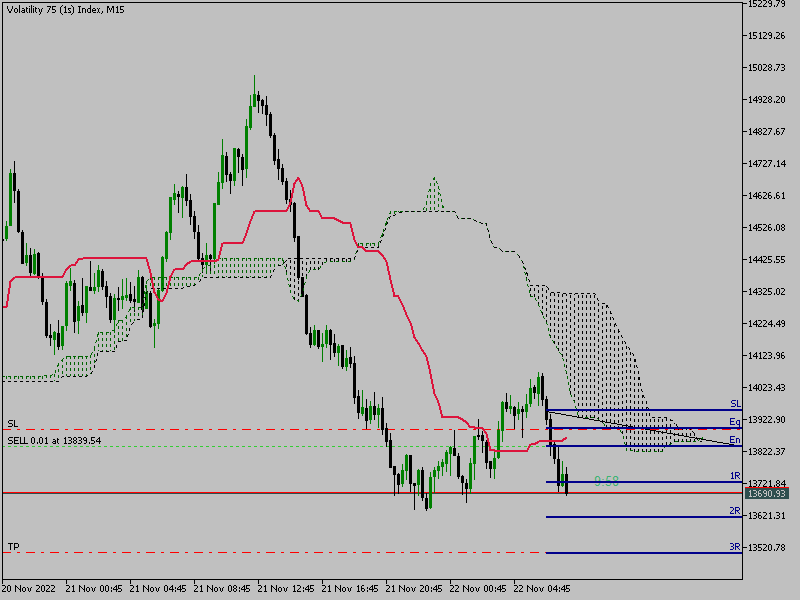 Volatility 75 (1s) Index, M15
15229.79
15129.26
15028.73
14928.20
14827.67
14727.14
14626.61
14526.08
14425.55
14325.02
14224.49
14123.96
14023.43
SL
13922.90
SL
Eq
SELL 0.01 at 13839.54
En
13822.37
1R
9:58
13721.84
13690.93
2R
13621.31
TP
3R
13520.78
20 Nov 2022
21 Nov 00:45
21 Nov 04:45
21 Nov 08:45
21 Nov 12:45
21 Nov 16:45
21 Nov 20:45
22 Nov 00:45
22 Nov 04:45